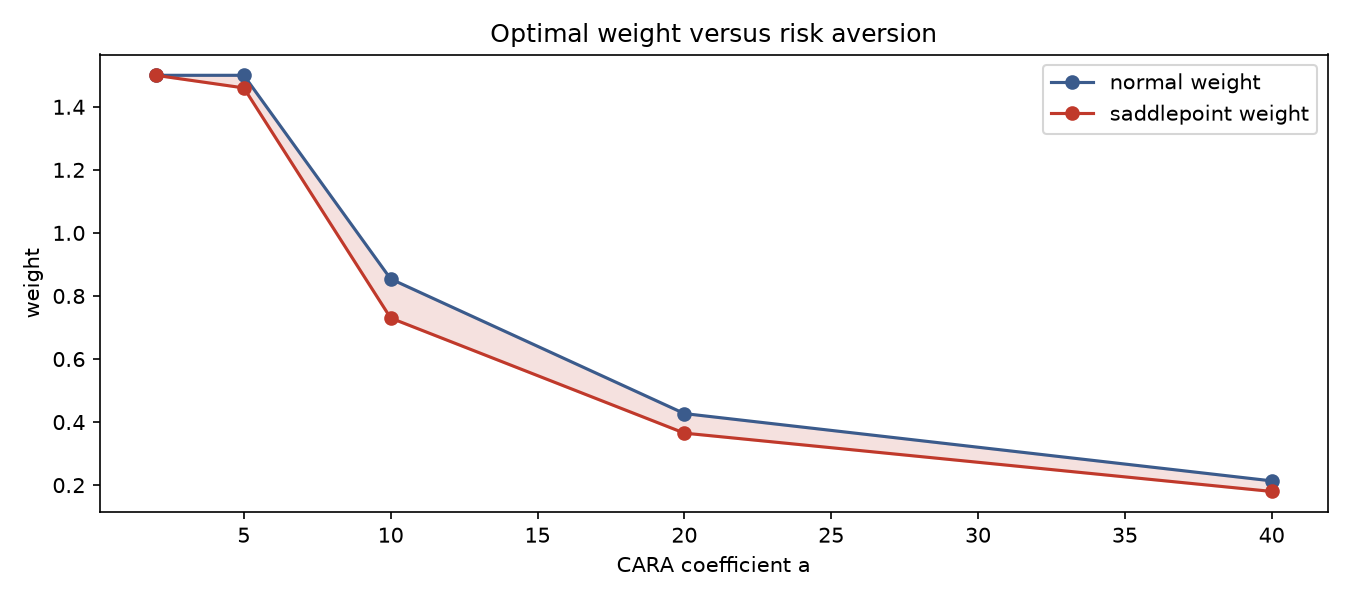 Optimal weight versus risk aversion
normal weight
saddlepoint weight
weight
1.4
1.2
1.0
0.8
0.6
0.4
0.2
5 10 15 20 25 30 35 40
CARA coefficient a